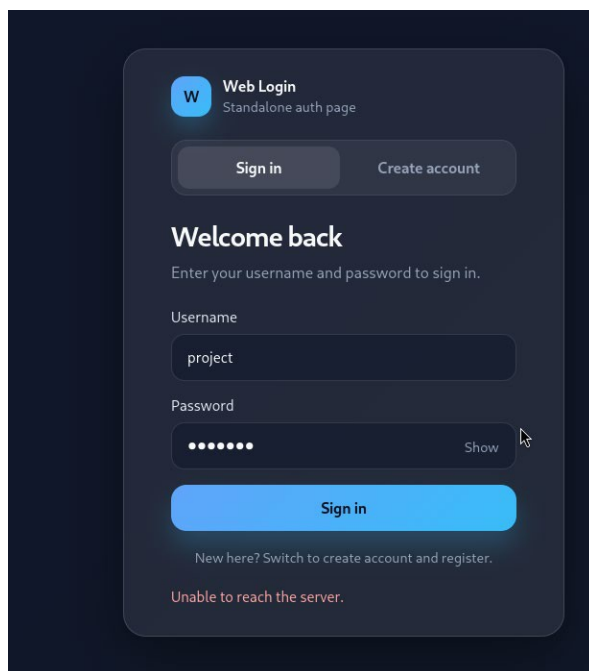 W
Web Login
Standalone auth page
Sign in
Create account
Welcome back
Enter your username and password to sign in.
Username
project
Password
•••••••
Show
Sign in
New here? Switch to create account and register.
Unable to reach the server.